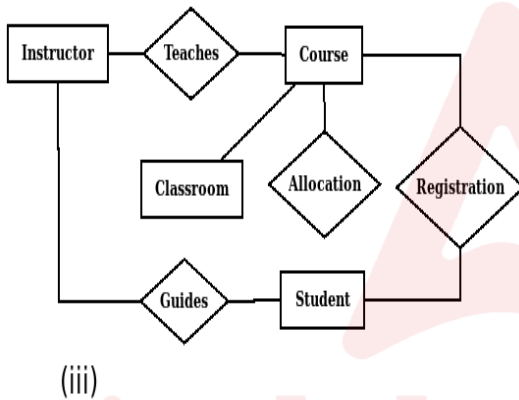 Instructor
Teaches
Course
Classroom
Allocation
Registration
Guides
Student
(iii)